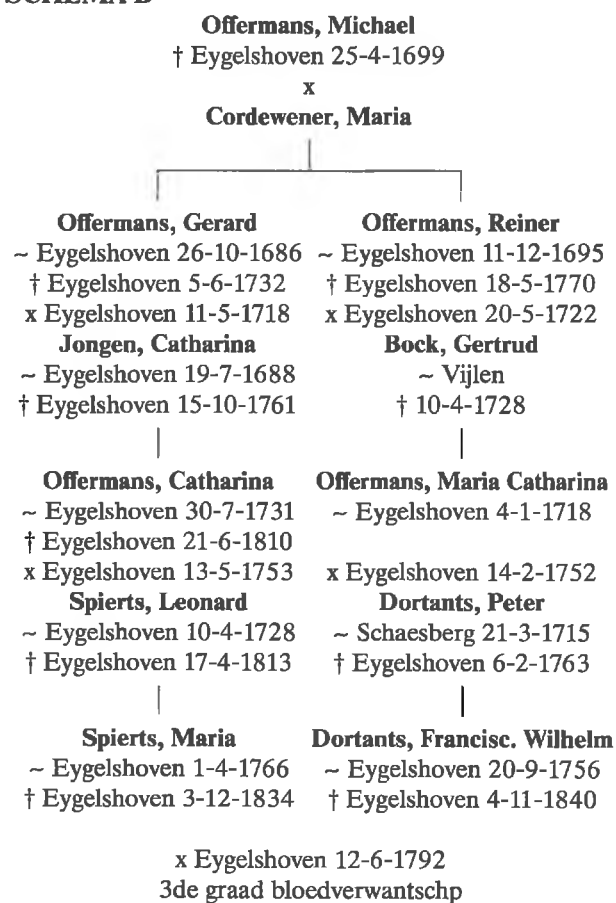 Offermans, Michael
† Eygelshoven 25-4-1699
x
Cordewener, Maria
Offermans, Gerard
~ Eygelshoven 26-10-1686
† Eygelshoven 5-6-1732
x Eygelshoven 11-5-1718
Jongen, Catharina
~ Eygelshoven 19-7-1688
† Eygelshoven 15-10-1761
Offermans, Catharina
~ Eygelshoven 30-7-1731
† Eygelshoven 21-6-1810
x Eygelshoven 13-5-1753
Spierts, Leonard
~ Eygelshoven 10-4-1728
† Eygelshoven 17-4-1813
Spierts, Maria
~ Eygelshoven 1-4-1766
† Eygelshoven 3-12-1834
Offermans, Reiner
~ Eygelshoven 11-12-1695
† Eygelshoven 18-5-1770
x Eygelshoven 20-5-1722
Bock, Gertrud
~ Vijlen
† 10-4-1728
Offermans, Maria Catharina
~ Eygelshoven 4-1-1718
x Eygelshoven 14-2-1752
Dortants, Peter
~ Schaesberg 21-3-1715
† Eygelshoven 6-2-1763
Dortants, Francisc. Wilhelm
~ Eygelshoven 20-9-1756
† Eygelshoven 4-11-1840
x Eygelshoven 12-6-1792
3de graad bloedverwantschp